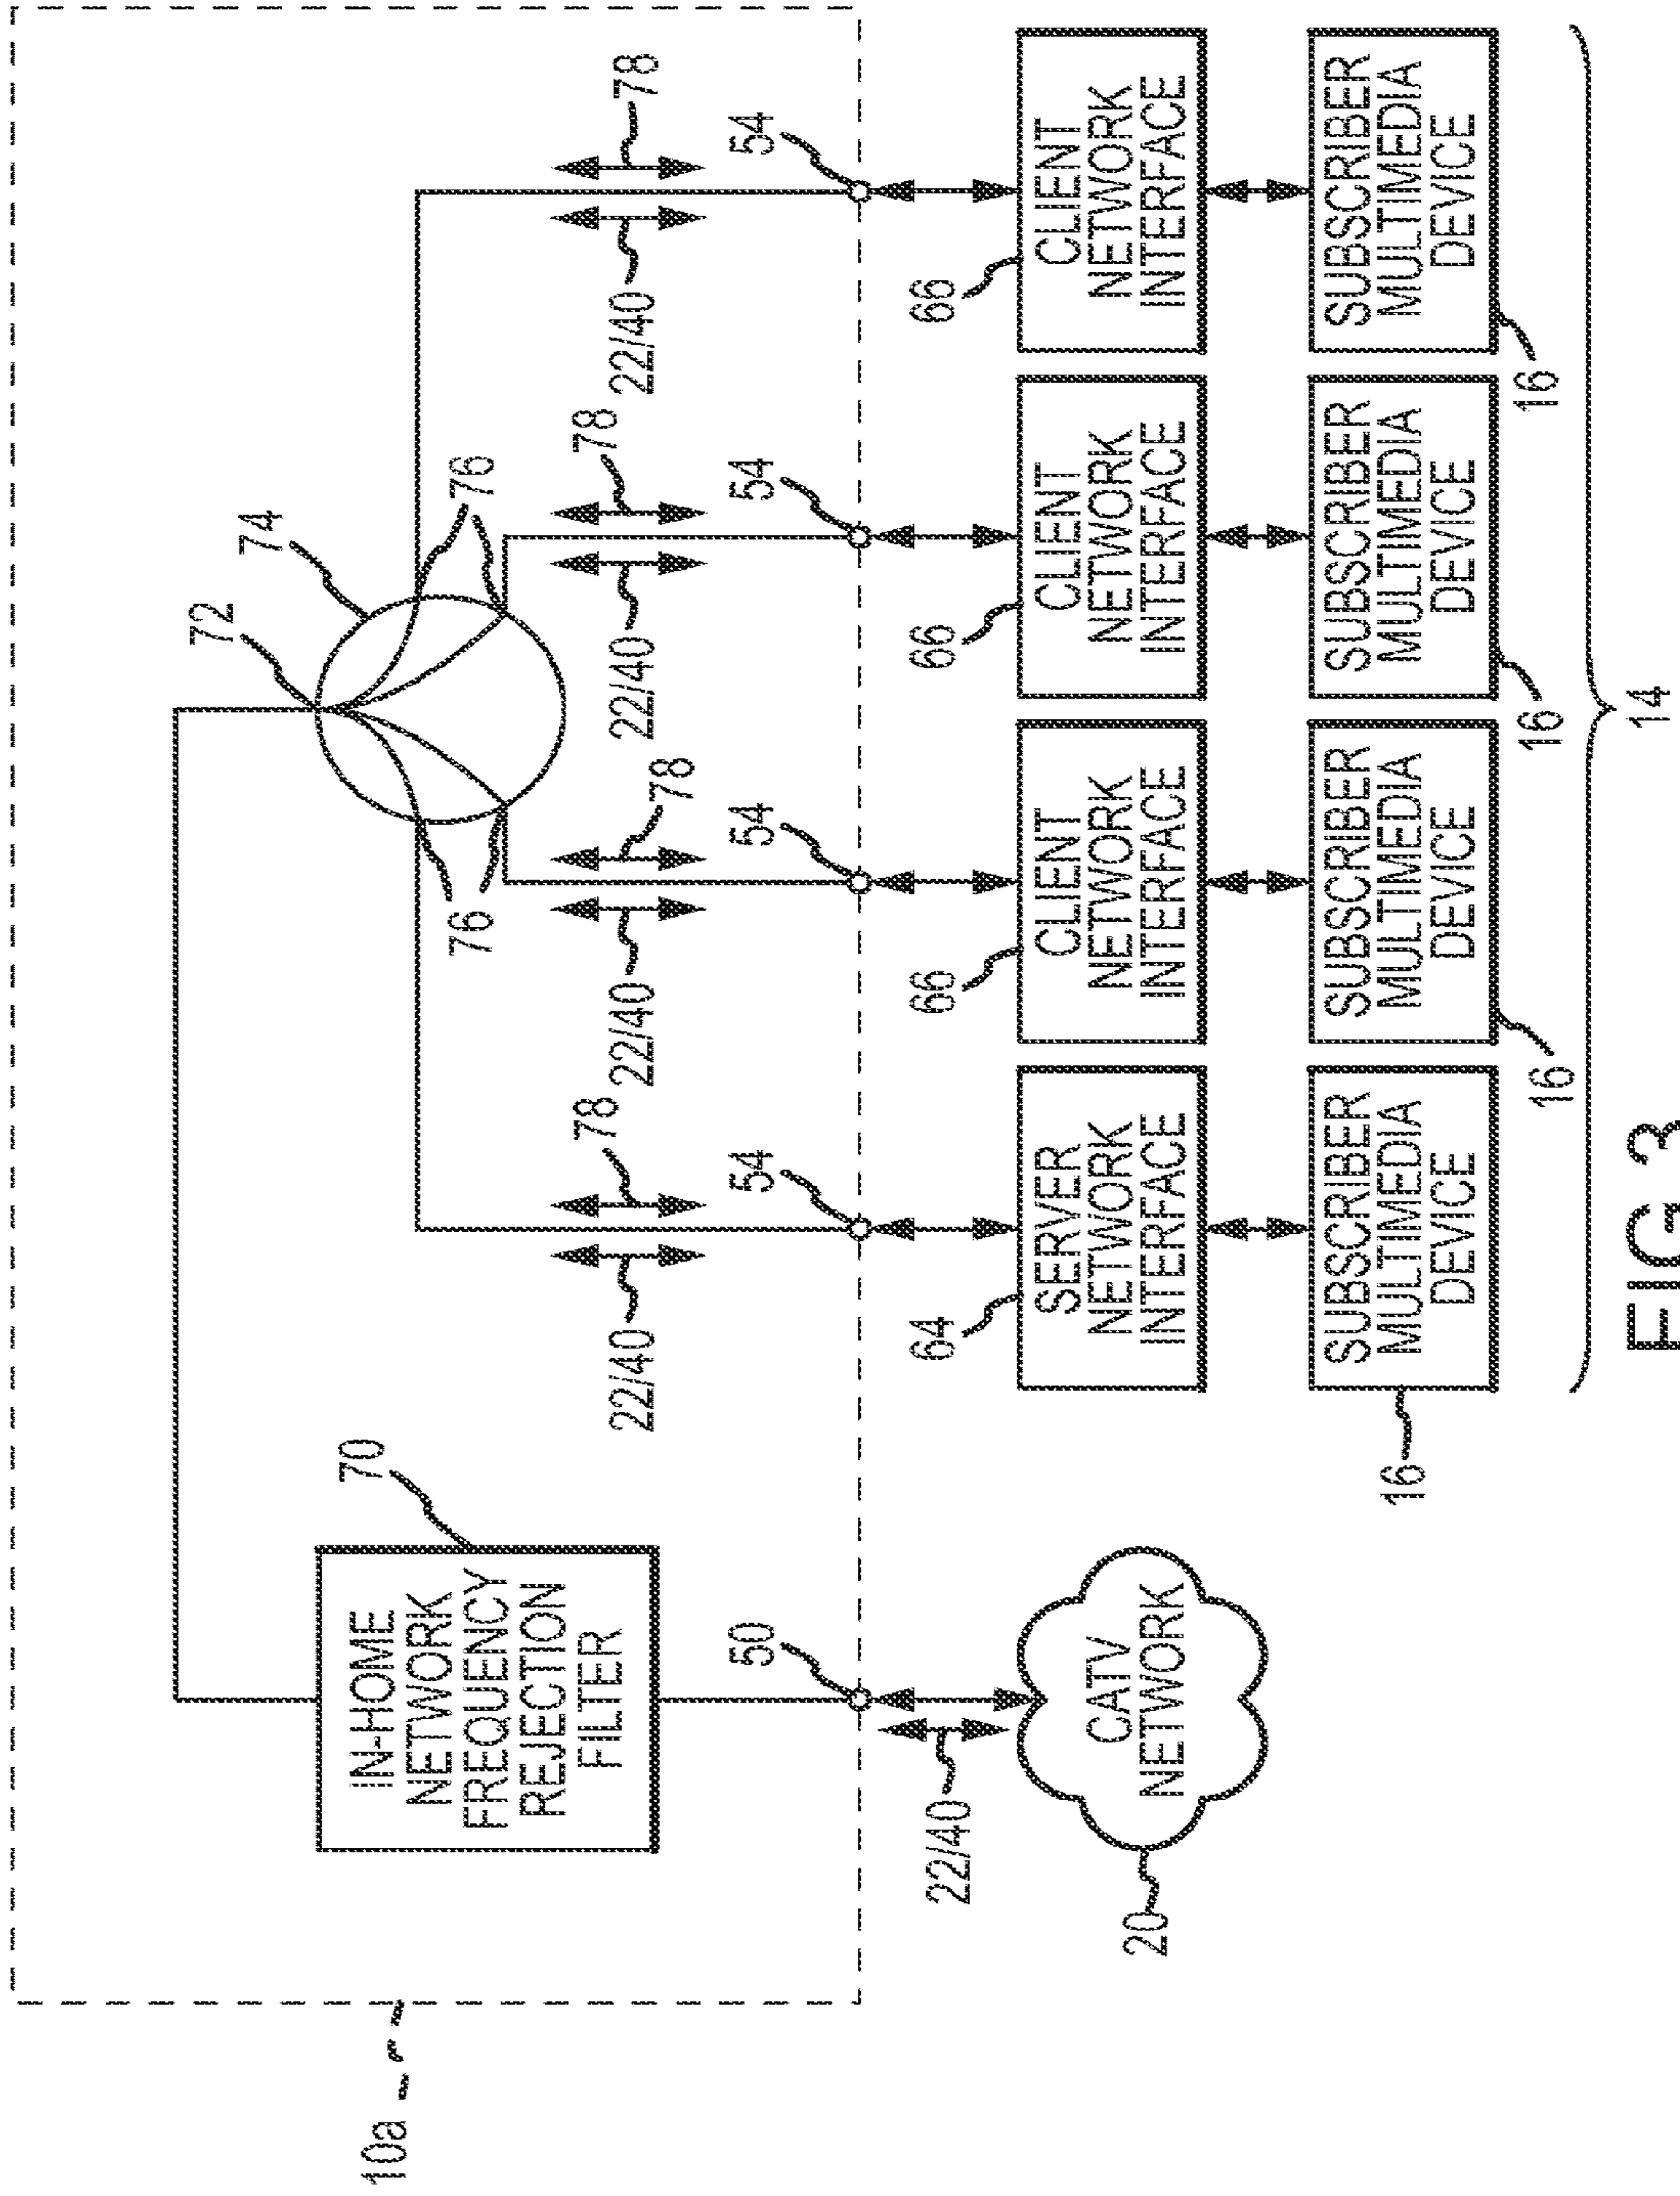 10a
IN-HOME
NETWORK
FREQUENCY
REJECTION
FILTER
70
72
74
76
76
22/40
78
22/40
78
22/40
78
22/40
78
50
54
54
54
54
22/40
20
CATV
NETWORK
64
SERVER
NETWORK
INTERFACE
66
CLIENT
NETWORK
INTERFACE
66
CLIENT
NETWORK
INTERFACE
66
CLIENT
NETWORK
INTERFACE
16
SUBSCRIBER
MULTIMEDIA
DEVICE
16
SUBSCRIBER
MULTIMEDIA
DEVICE
16
SUBSCRIBER
MULTIMEDIA
DEVICE
16
SUBSCRIBER
MULTIMEDIA
DEVICE
14
FIG. 3